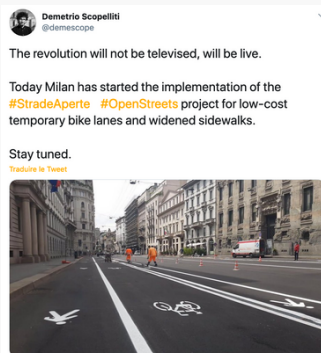 Demetrio Scopelliti
@demescope
The revolution will not be televised, will be live.
Today Milan has started the implementation of the
#StradeAperte #OpenStreets project for low-cost
temporary bike lanes and widened sidewalks.
Stay tuned.
Traduire le Tweet